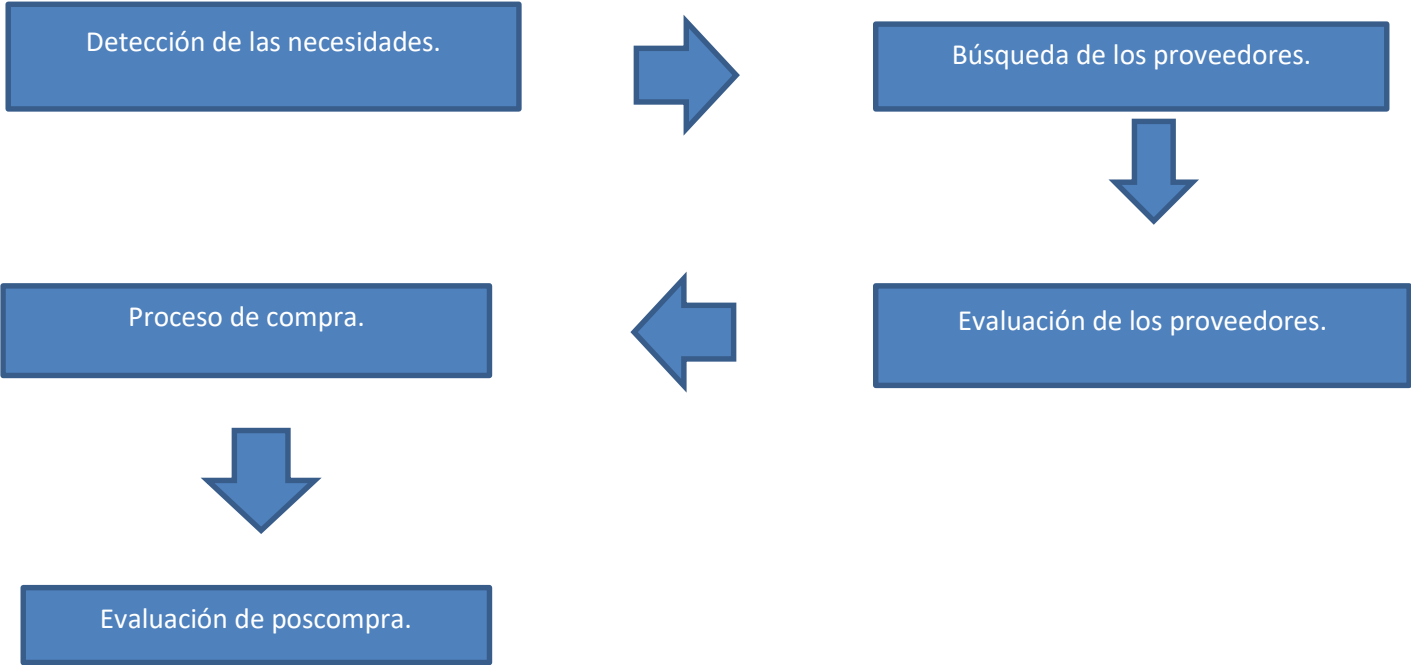 Detección de las necesidades.
Búsqueda de los proveedores.
Evaluación de los proveedores.
Proceso de compra.
Evaluación de poscompra.